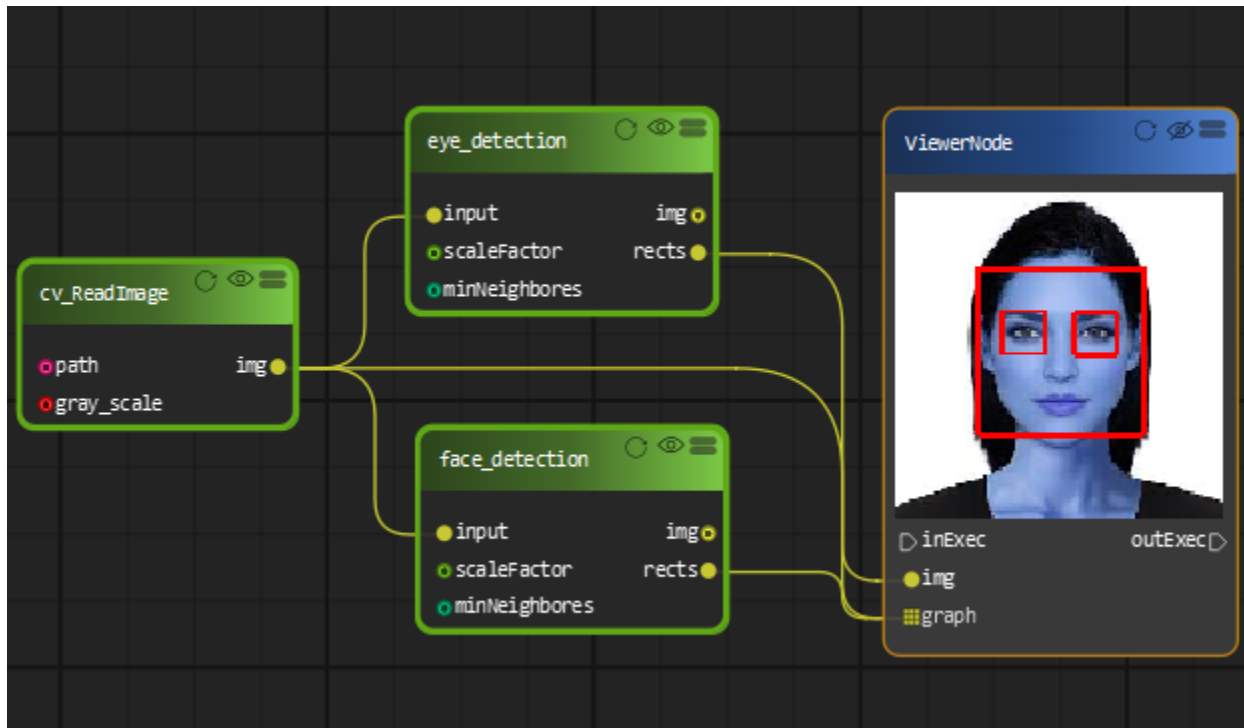 cv_ReadImage
path
img
gray_scale
eye_detection
input
img
scaleFactor
rects
minNeighbores
face_detection
input
img
scaleFactor
rects
minNeighbores
ViewerNode
inExec
outExec
img
graph